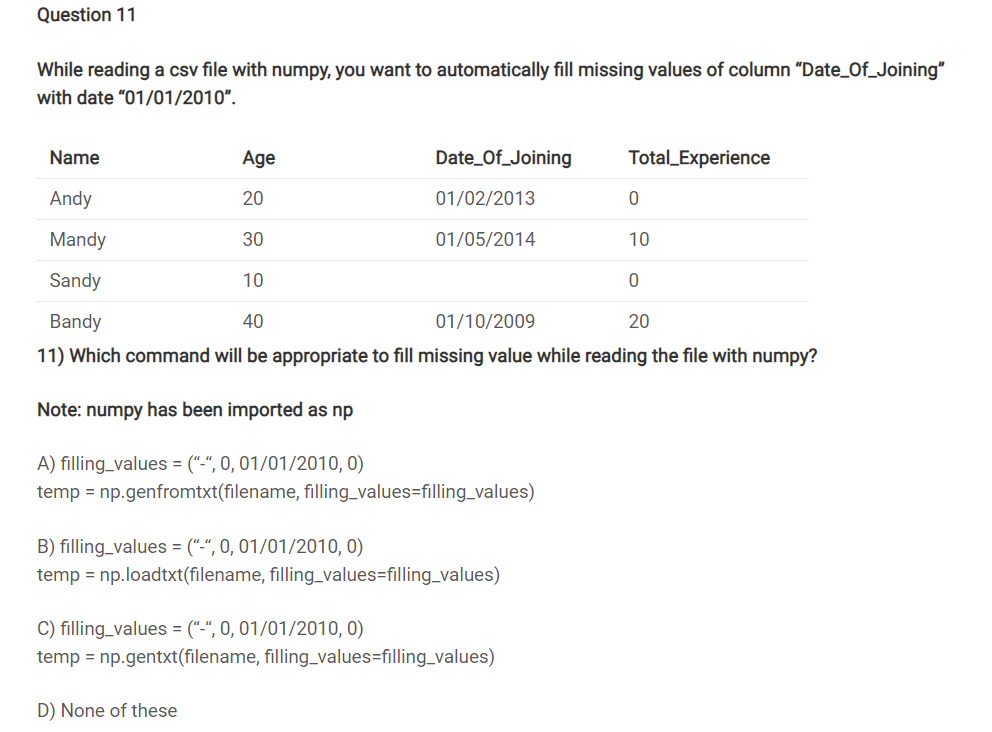 Question 11
While reading a csv file with numpy, you want to automatically fill missing values of column “Date_Of_Joining”
with date “01/01/2010”.
Name Age Date_Of_Joining Total_Experience
Andy 20 01/02/2013 0
Mandy 30 01/05/2014 10
Sandy 10 0
Bandy 40 01/10/2009 20
11) Which command will be appropriate to fill missing value while reading the file with numpy?
Note: numpy has been imported as np
A) filling_values = (“-“, 0, 01/01/2010, 0)
temp = np.genfromtxt(filename, filling_values=filling_values)
B) filling_values = (“-“, 0, 01/01/2010, 0)
temp = np.loadtxt(filename, filling_values=filling_values)
C) filling_values = (“-“, 0, 01/01/2010, 0)
temp = np.gentxt(filename, filling_values=filling_values)
D) None of these